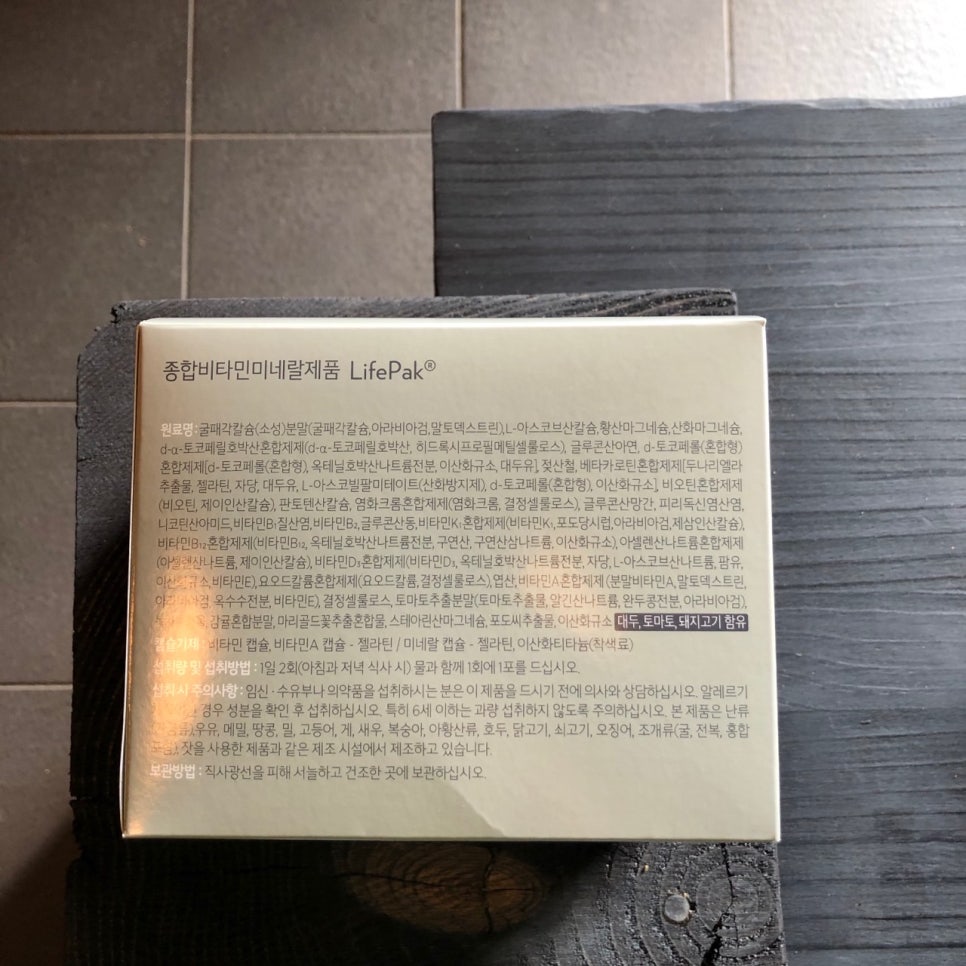 종합비타민미네랄제품 LifePak®
원료명 : 굴패각칼슘(소성)분말(굴패각칼슘,아라비아검,말토덱스트린),L-아스코브산칼슘,황산마그네슘,산화마그네슘,
d-α-토코페릴호박산혼합제제(d-α-토코페릴호박산, 히드록시프로필메틸셀룰로스), 글루콘산아연, d-토코페롤(혼합형)
혼합제제[d-토코페롤(혼합형), 옥테닐호박산나트륨전분, 이산화규소, 대두유], 젖산철, 베타카로틴혼합제제[두나리엘라
추출물, 젤라틴, 자당, 대두유, L-아스코빌팔미테이트(산화방지제), d-토코페롤(혼합형), 이산화규소], 비오틴혼합제제
(비오틴, 제이인산칼슘), 판토텐산칼슘, 염화크롬혼합제제(염화크롬, 결정셀룰로스), 글루콘산망간, 피리독신염산염,
니코틴산아미드,비타민B₁질산염,비타민B₂,글루콘산동,비타민K₁혼합제제(비타민K₁,포도당시럽,아라비아검,제삼인산칼슘),
비타민B₁₂혼합제제(비타민B₁₂, 옥테닐호박산나트륨전분, 구연산, 구연산삼나트륨, 이산화규소), 아셀렌산나트륨혼합제제
(아셀렌산나트륨, 제이인산칼슘), 비타민D₃혼합제제(비타민D₃, 옥테닐호박산나트륨전분, 자당, L-아스코브산나트륨, 팜유,
이산화규소, 비타민E), 요오드칼륨혼합제제(요오드칼륨,결정셀룰로스),엽산,비타민A혼합제제 (분말비타민A,말토덱스트린,
아라비아검, 옥수수전분, 비타민E), 결정셀룰로스, 토마토추출분말(토마토추출물, 알긴산나트륨, 완두콩전분, 아라비아검),
감귤혼합분말, 마리골드꽃추출혼합물, 스테아린산마그네슘, 포도씨추출물, 이산화규소 대두, 토마토, 돼지고기 함유
캡슐기제 : 비타민 캡슐, 비타민A 캡슐 - 젤라틴 / 미네랄 캡슐 - 젤라틴, 이산화티타늄(착색료)
섭취량 및 섭취방법 : 1일 2회(아침과 저녁 식사 시) 물과 함께 1회에 1포를 드십시오.
섭취 시 주의사항 : 임신 · 수유부나 의약품을 섭취하시는 분은 이 제품을 드시기 전에 의사와 상담하십시오. 알레르기
경우 성분을 확인 후 섭취하십시오. 특히 6세 이하는 과량 섭취하지 않도록 주의하십시오. 본 제품은 난류
우유, 메밀, 땅콩, 밀, 고등어, 게, 새우, 복숭아, 아황산류, 호두, 닭고기, 쇠고기, 오징어, 조개류(굴, 전복, 홍합
포함), 잣을 사용한 제품과 같은 제조 시설에서 제조하고 있습니다.
보관방법 : 직사광선을 피해 서늘하고 건조한 곳에 보관하십시오.